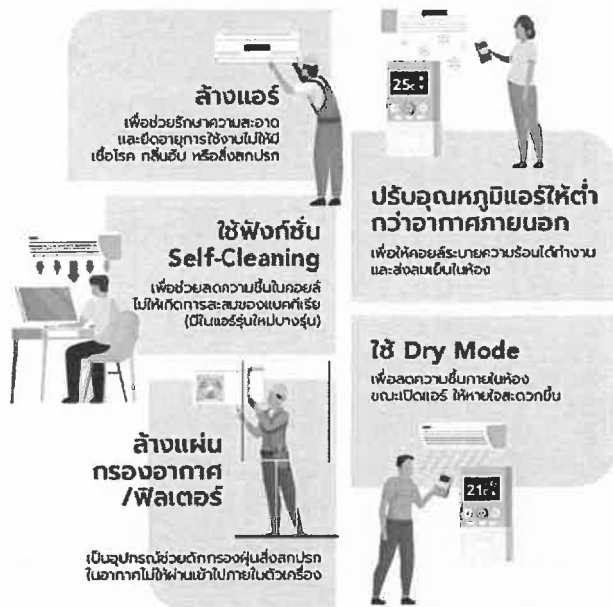 ล้างแอร์
เพื่อช่วยรักษาความสะอาด
และยืดอายุการใช้งานไม่ให้มี
เชื้อโรค กลิ่นอับ หรือสิ่งสกปรก
25c
ปรับอุณหภูมิแอร์ให้ต่ำ
กว่าอากาศภายนอก
เพื่อให้คอยล์ระบายความร้อนได้ทำงาน
และส่งลมเย็นในห้อง
ใช้ฟังก์ชั่น
Self-Cleaning
เพื่อช่วยลดความชื้นในคอยล์
ไม่ให้เกิดการสะสมของแบคทีเรีย
(มีในแอร์รุ่นใหม่บางรุ่น)
ใช้ Dry Mode
เพื่อลดความชื้นภายในห้อง
ขณะเปิดแอร์ ให้หายใจสะดวกขึ้น
21c
ล้างแผ่น
กรองอากาศ
/ฟิลเตอร์
เป็นอุปกรณ์ช่วยดักกรองฝุ่นสิ่งสกปรก
ในอากาศไม่ให้ผ่านเข้าไปภายในตัวเครื่อง